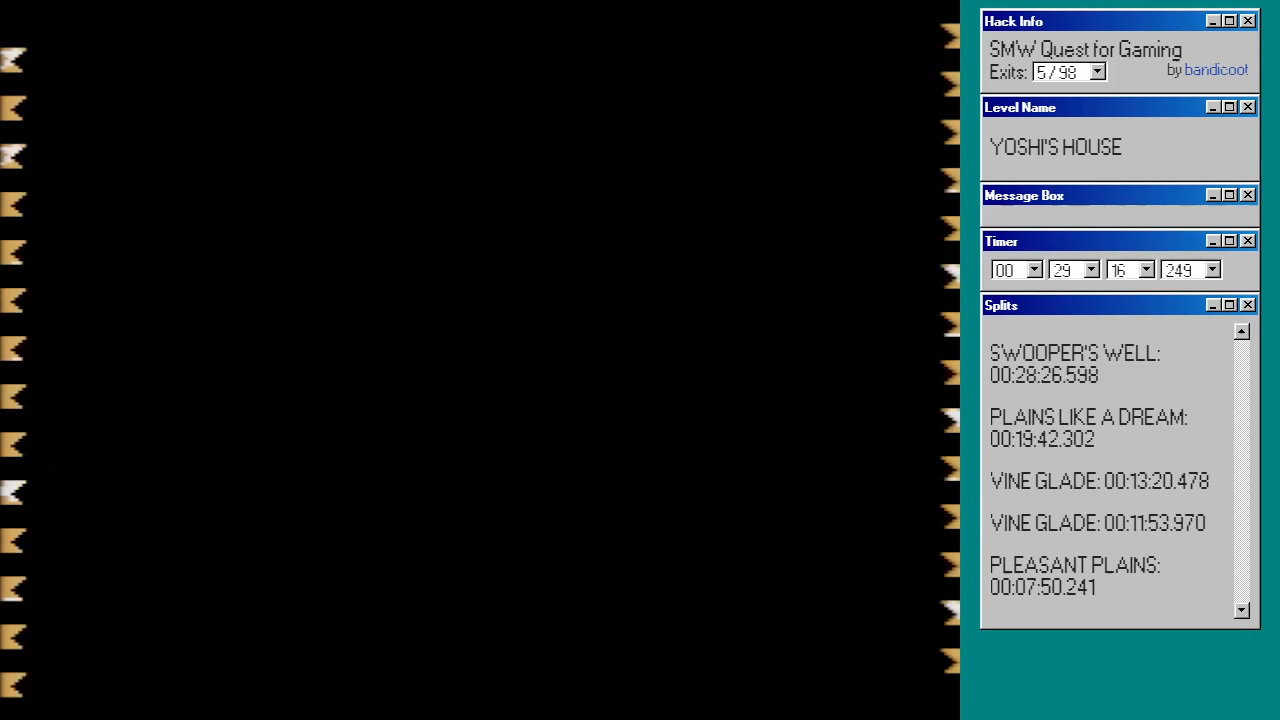 Hack Info
SMW Quest for Gaming
Exits: 5 / 98
by bandicoot
Level Name
YOSHI'S HOUSE
Message Box
Timer
00 29 16 249
Splits
SWOOPER'S WELL:
00:28:26.598
PLAINS LIKE A DREAM:
00:19:42.302
VINE GLADE: 00:13:20.478
VINE GLADE: 00:11:53.970
PLEASANT PLAINS:
00:07:50.241